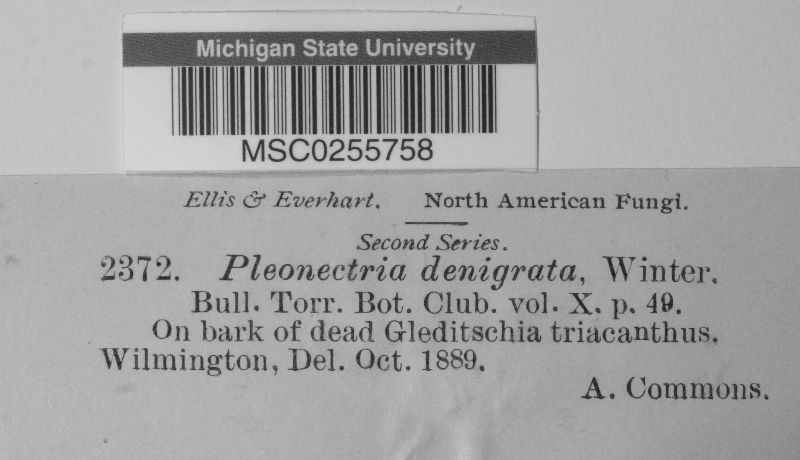 Michigan State University
MSC0255758
Ellis & Everhart. North American Fungi.
Second Series.
2372. Pleonectria denigrata, Winter.
Bull. Torr. Bot. Club. vol. X. p. 49.
On bark of dead Gleditschia triacanthus.
Wilmington, Del. Oct. 1889.
A. Commons.